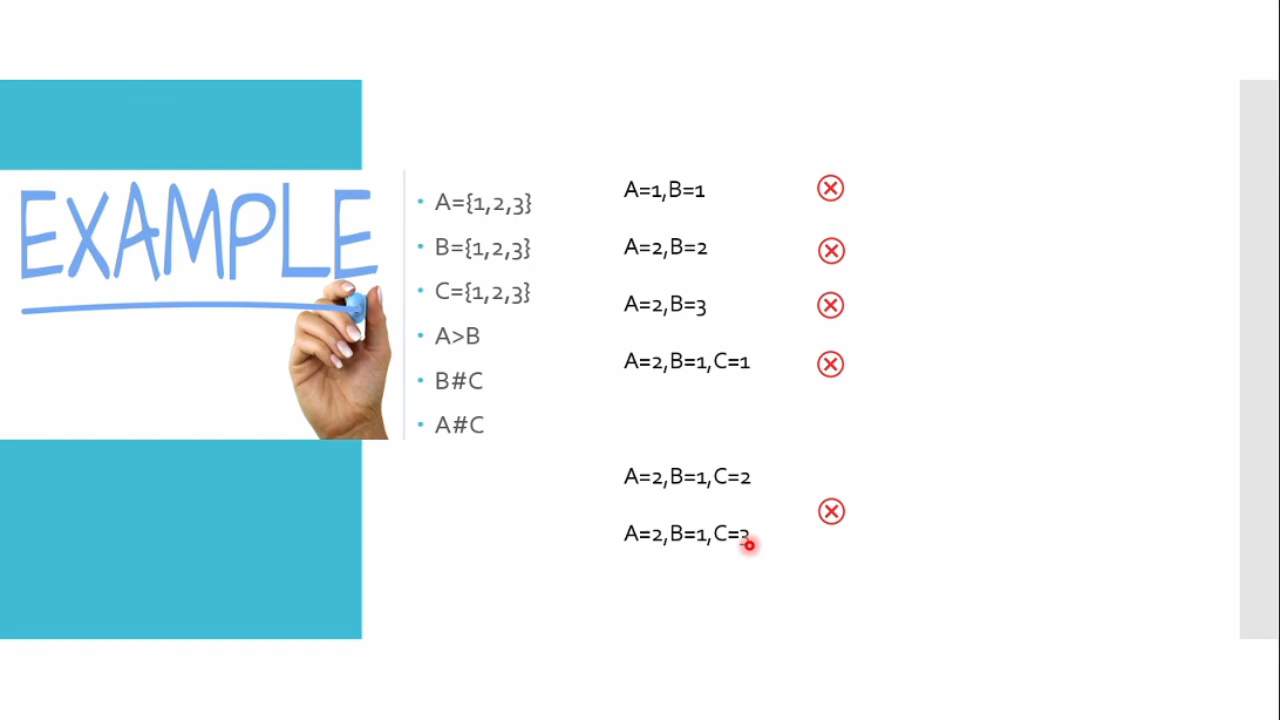 EXAMPLE
A={1,2,3}
B={1,2,3}
C={1,2,3}
A>B
B#C
A#C
A=1,B=1
A=2,B=2
A=2,B=3
A=2,B=1,C=1
A=2,B=1,C=2
A=2,B=1,C=3